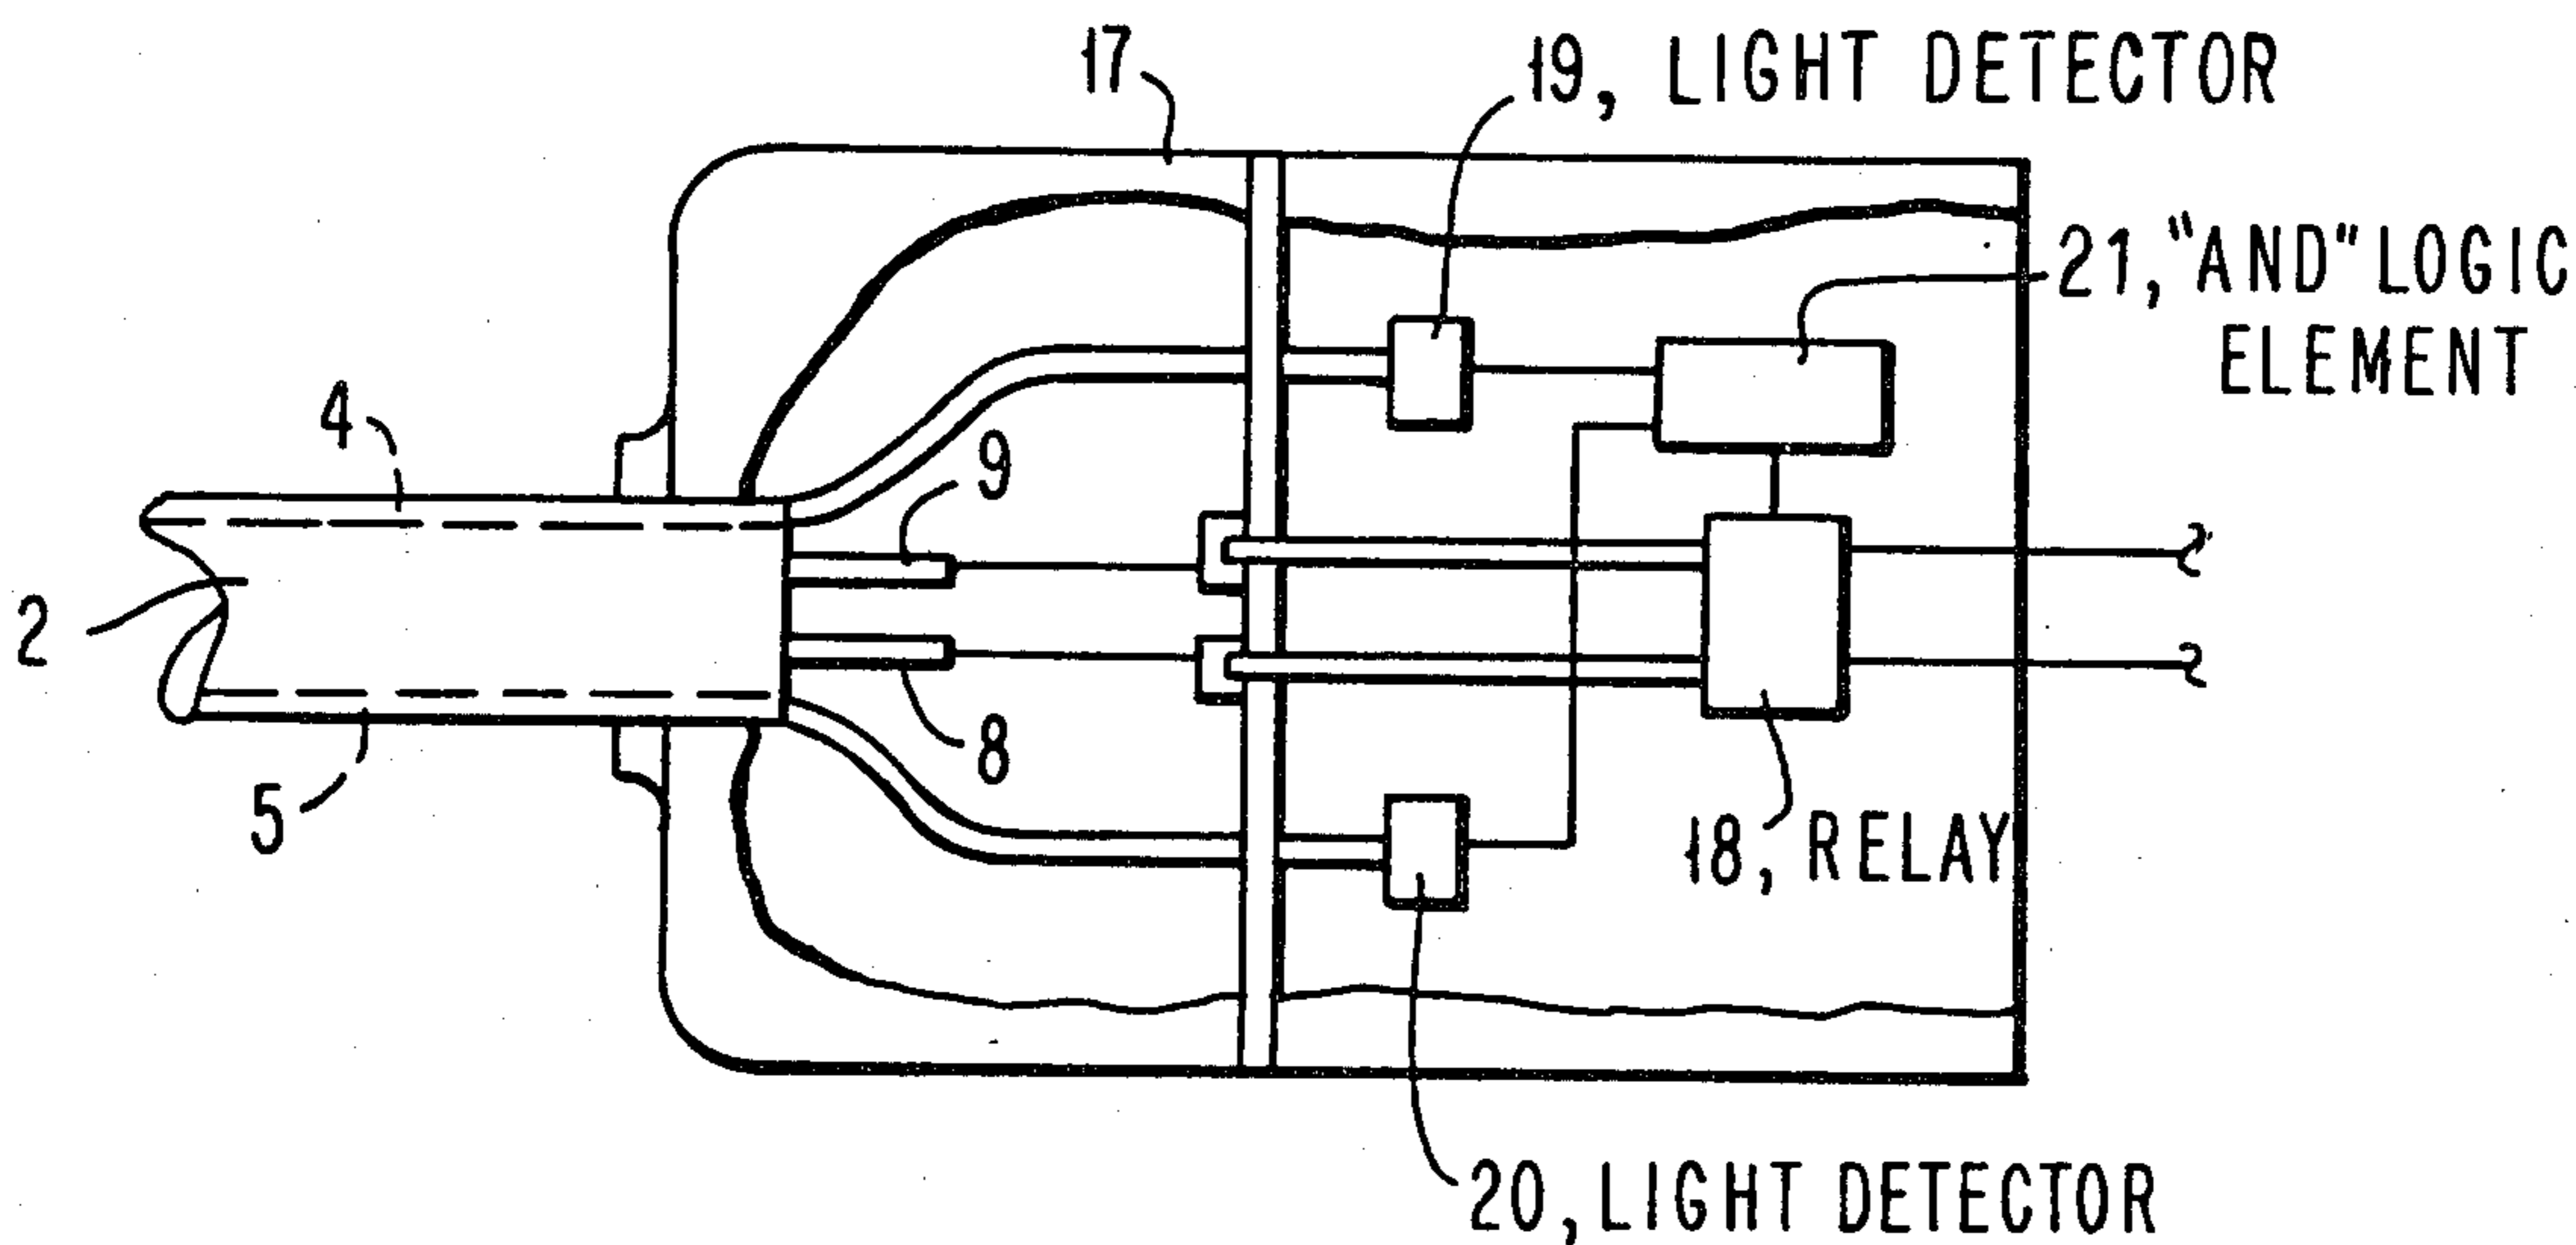 17
19, LIGHT DETECTOR
21, "AND" LOGIC
ELEMENT
4
9
2
8
5
18, RELAY
20, LIGHT DETECTOR